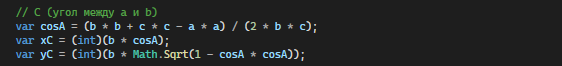 // C (угол между a и b)
var cosA = (b * b + c * c - a * a) / (2 * b * c);
var xC = (int)(b * cosA);
var yC = (int)(b * Math.Sqrt(1 - cosA * cosA));